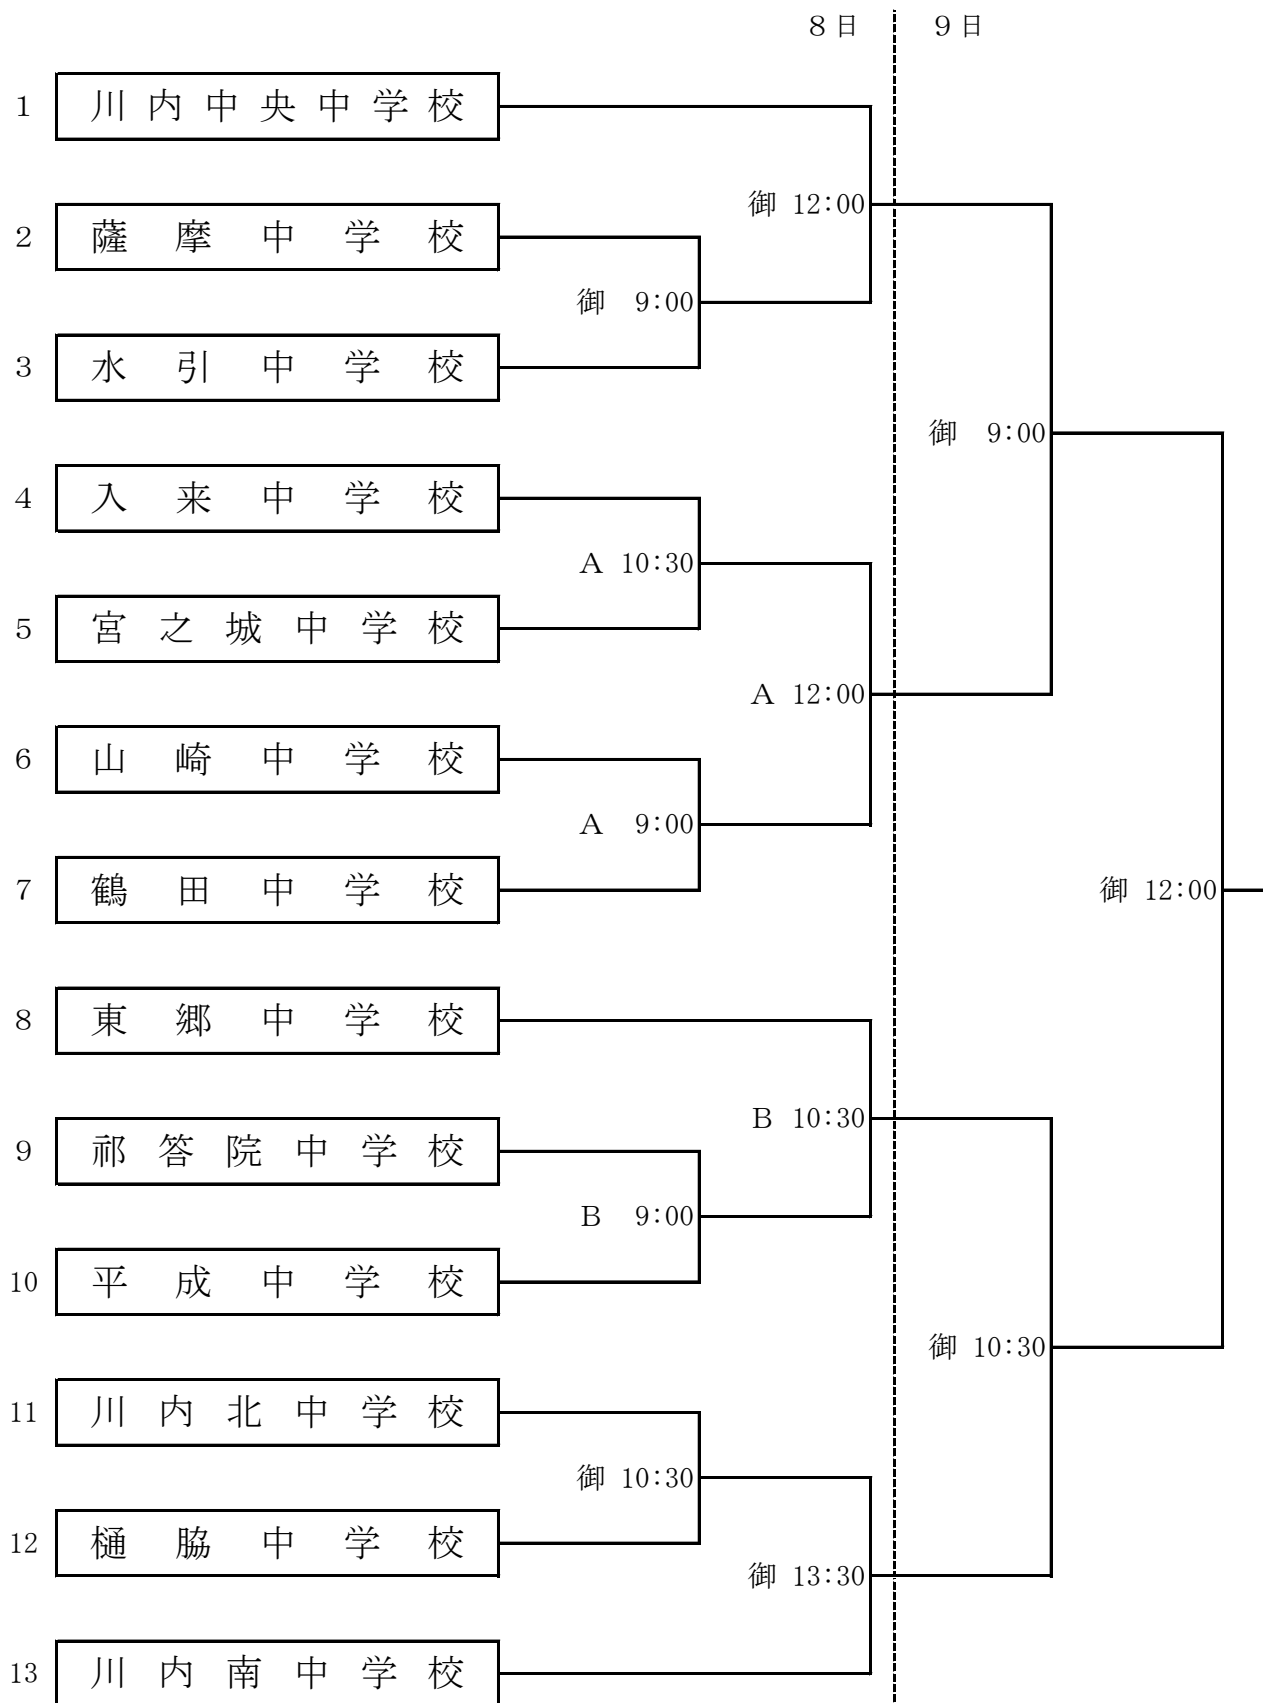 ８日 ９日
1 川内中央中学校
御 12:00
2 薩摩中学校
御 9:00
3 水引中学校
御 9:00
4 入来中学校
A 10:30
5 宮之城中学校
A 12:00
6 山崎中学校
A 9:00
7 鶴田中学校
御 12:00
8 東郷中学校
B 10:30
9 祁答院中学校
B 9:00
10 平成中学校
御 10:30
11 川内北中学校
御 10:30
12 樋脇中学校
御 13:30
13 川内南中学校